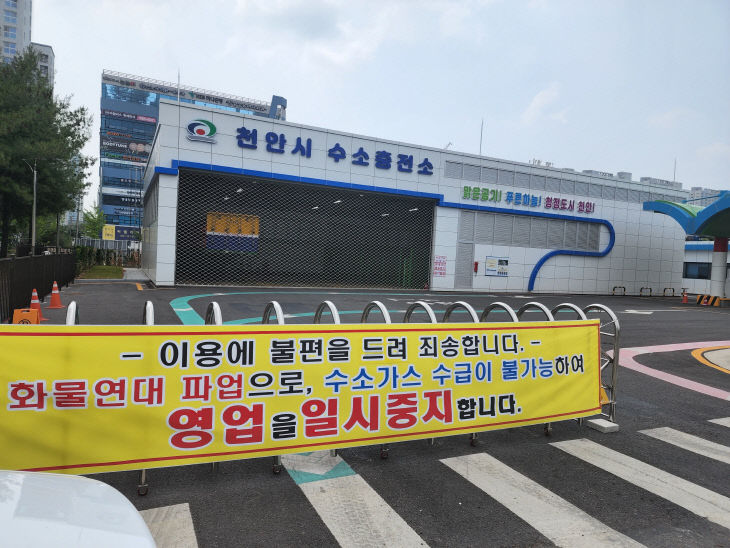 천안시 수소충전소
맑은공기! 푸른하늘! 청정도시 천안!
- 이용에 불편을 드려 죄송합니다. -
화물연대 파업으로, 수소가스 수급이 불가능하여
영업을 일시중지합니다.